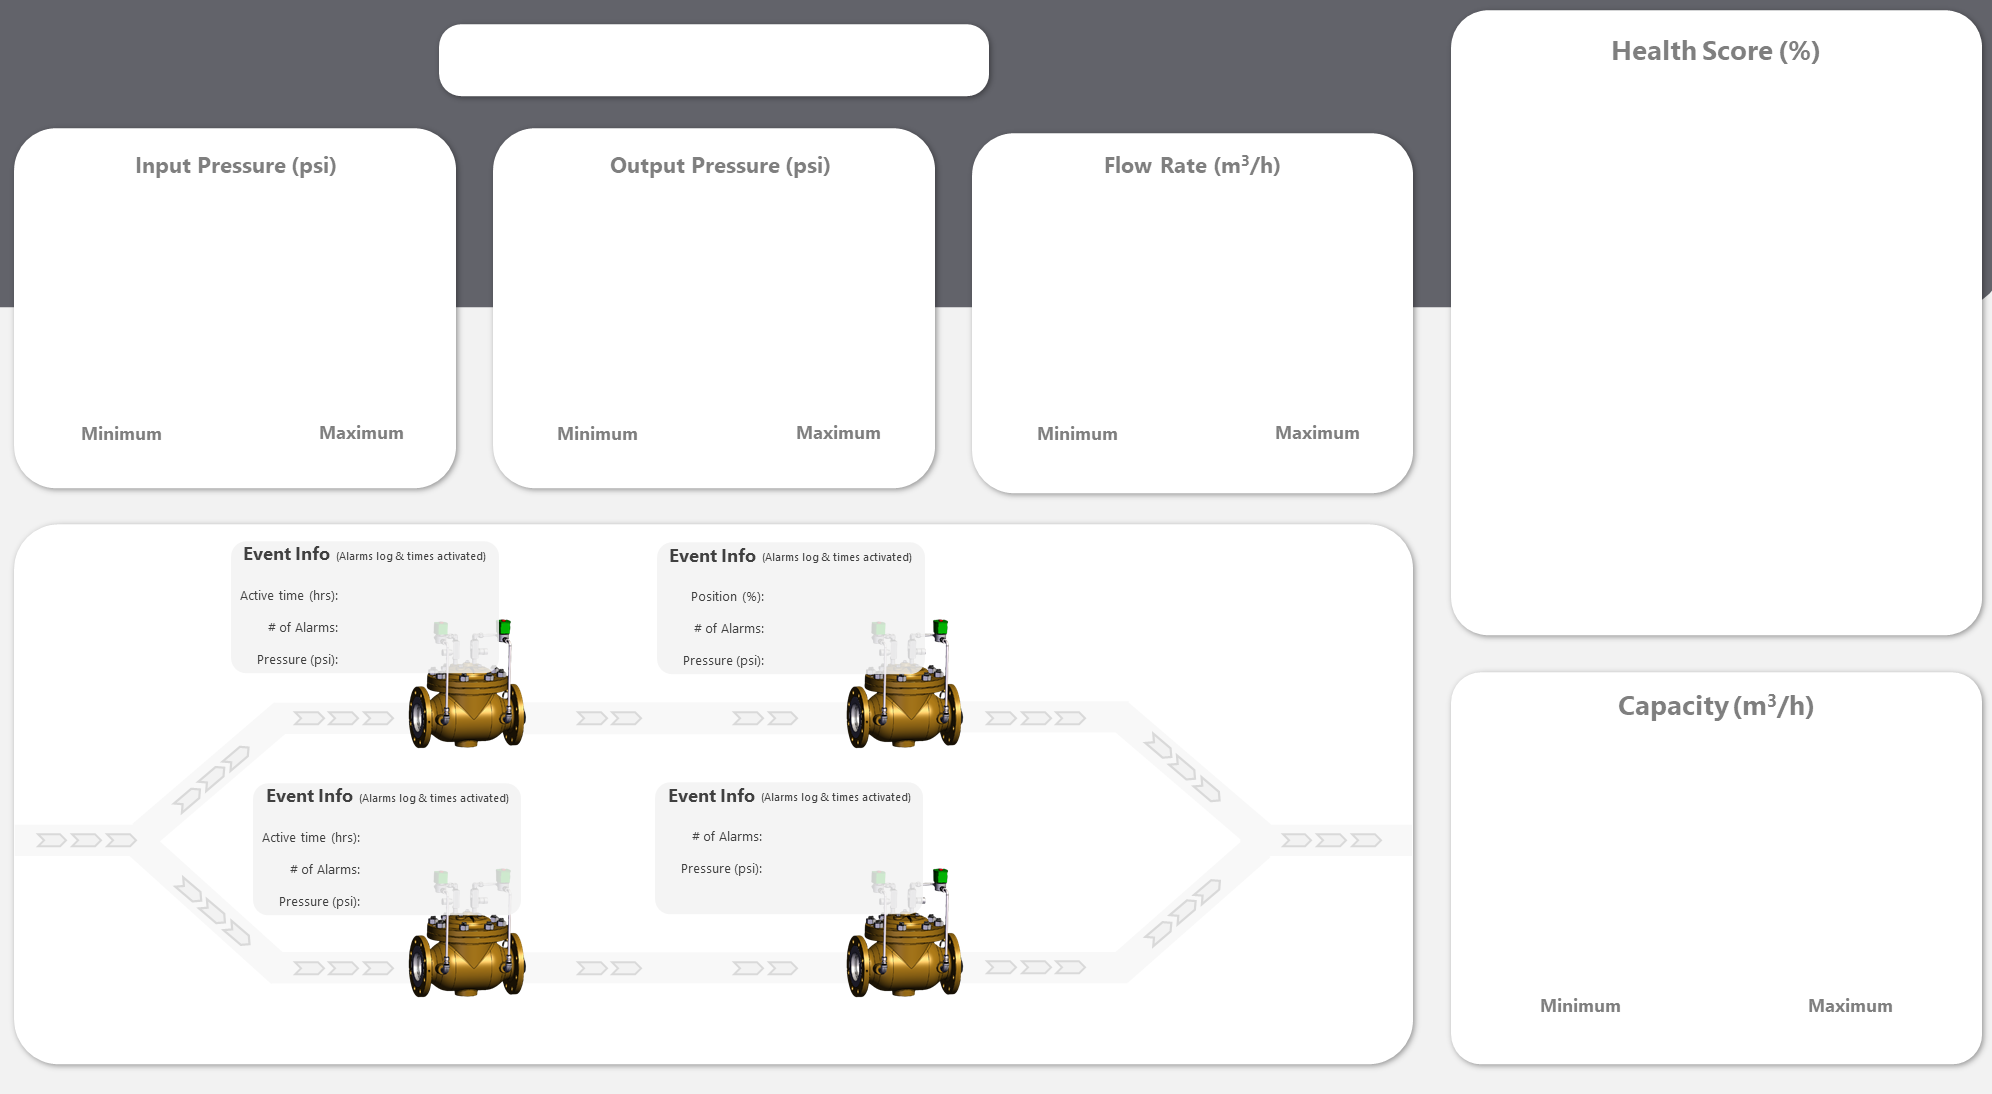 Health Score (%)
Input Pressure (psi)
Output Pressure (psi)
Flow Rate (m³/h)
Minimum
Maximum
Minimum
Maximum
Minimum
Maximum
Event Info (Alarms log & times activated)
Active time (hrs):
# of Alarms:
Pressure (psi):
Event Info (Alarms log & times activated)
Position (%):
# of Alarms:
Pressure (psi):
Event Info (Alarms log & times activated)
Active time (hrs):
# of Alarms:
Pressure (psi):
Event Info (Alarms log & times activated)
# of Alarms:
Pressure (psi):
Capacity (m³/h)
Minimum
Maximum